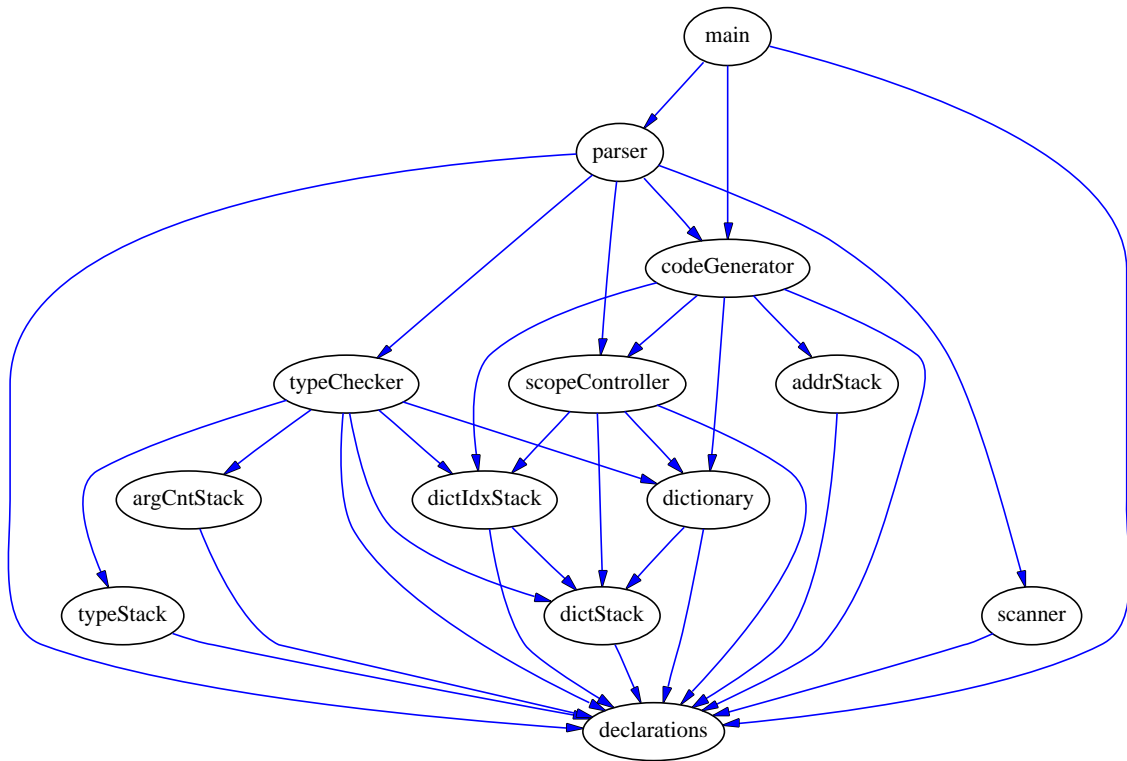 main
parser
codeGenerator
typeChecker
scopeController
addrStack
argCntStack
dictIdxStack
dictionary
typeStack
dictStack
scanner
declarations